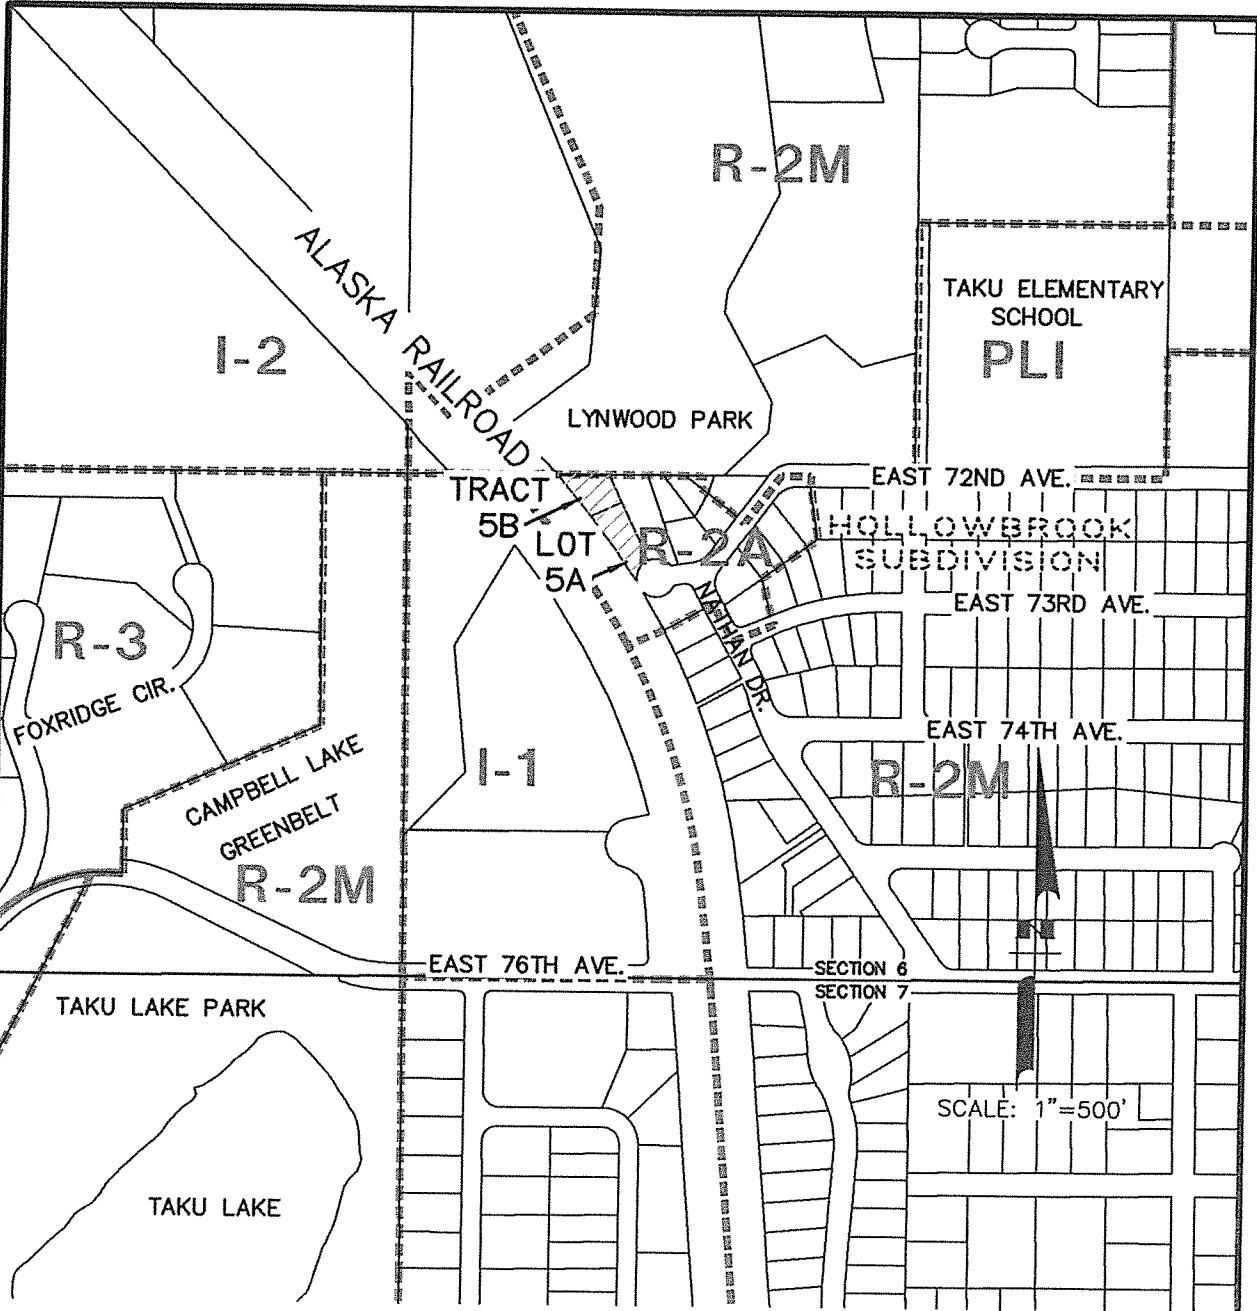 R-2M
ALASKA RAILROAD
TAKU ELEMENTARY
SCHOOL
PLI
I-2
LYNWOOD PARK
EAST 72ND AVE.
TRACT
5B
LOT
5A
R-2A
HOLLOWBROOK
SUBDIVISION
NATHAN DR.
EAST 73RD AVE.
R-3
FOXRIDGE CIR.
EAST 74TH AVE.
CAMPBELL LAKE
GREENBELT
I-1
R-2M
R-2M
N
EAST 76TH AVE.
SECTION 6
SECTION 7
TAKU LAKE PARK
SCALE: 1"=500'
TAKU LAKE